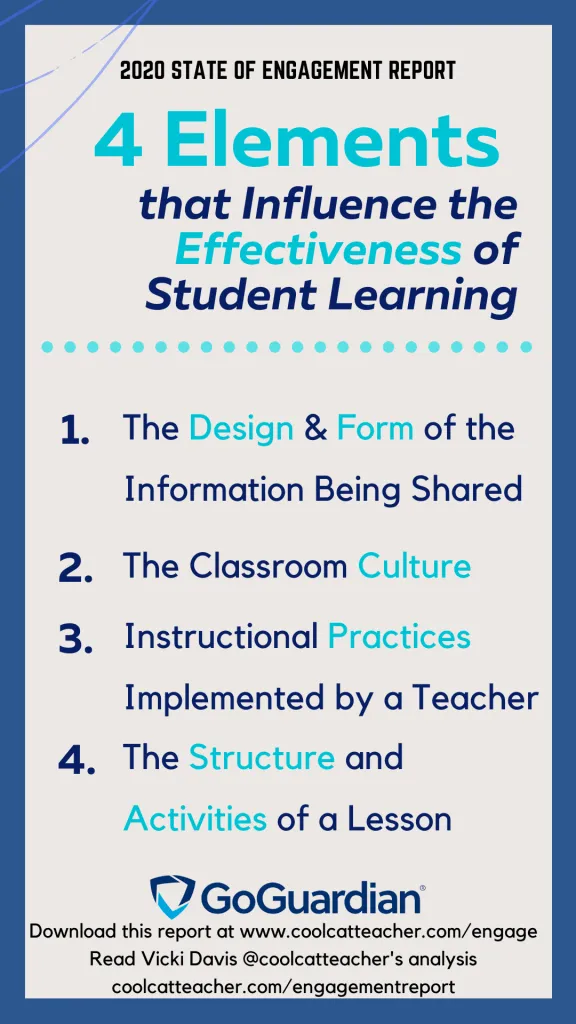 2020 STATE OF ENGAGEMENT REPORT
4 Elements
that Influence the
Effectiveness of
Student Learning
1. The Design & Form of the
Information Being Shared
2. The Classroom Culture
3. Instructional Practices
Implemented by a Teacher
4. The Structure and
Activities of a Lesson
GoGuardian®
Download this report at www.coolcatteacher.com/engage
Read Vicki Davis @coolcatteacher's analysis
coolcatteacher.com/engagementreport